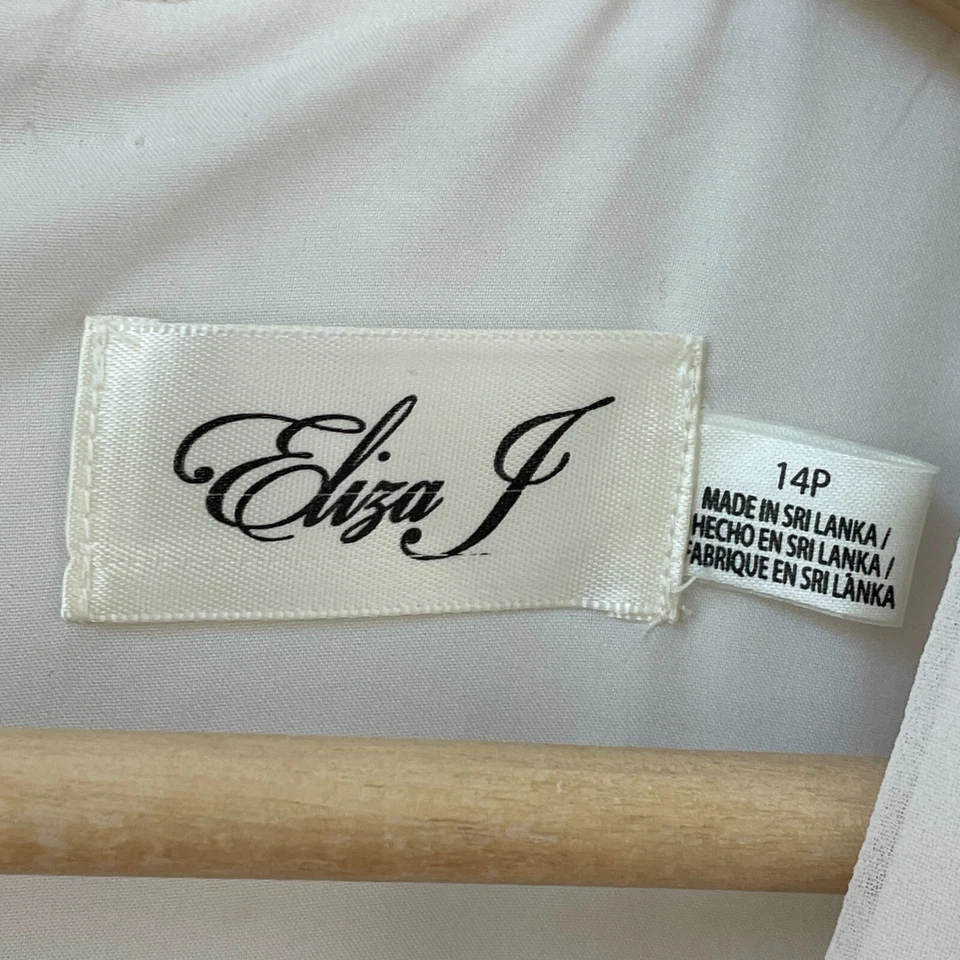 Eliza J
14P
MADE IN SRI LANKA /
HECHO EN SRI LANKA /
FABRIQUE EN SRI LANKA